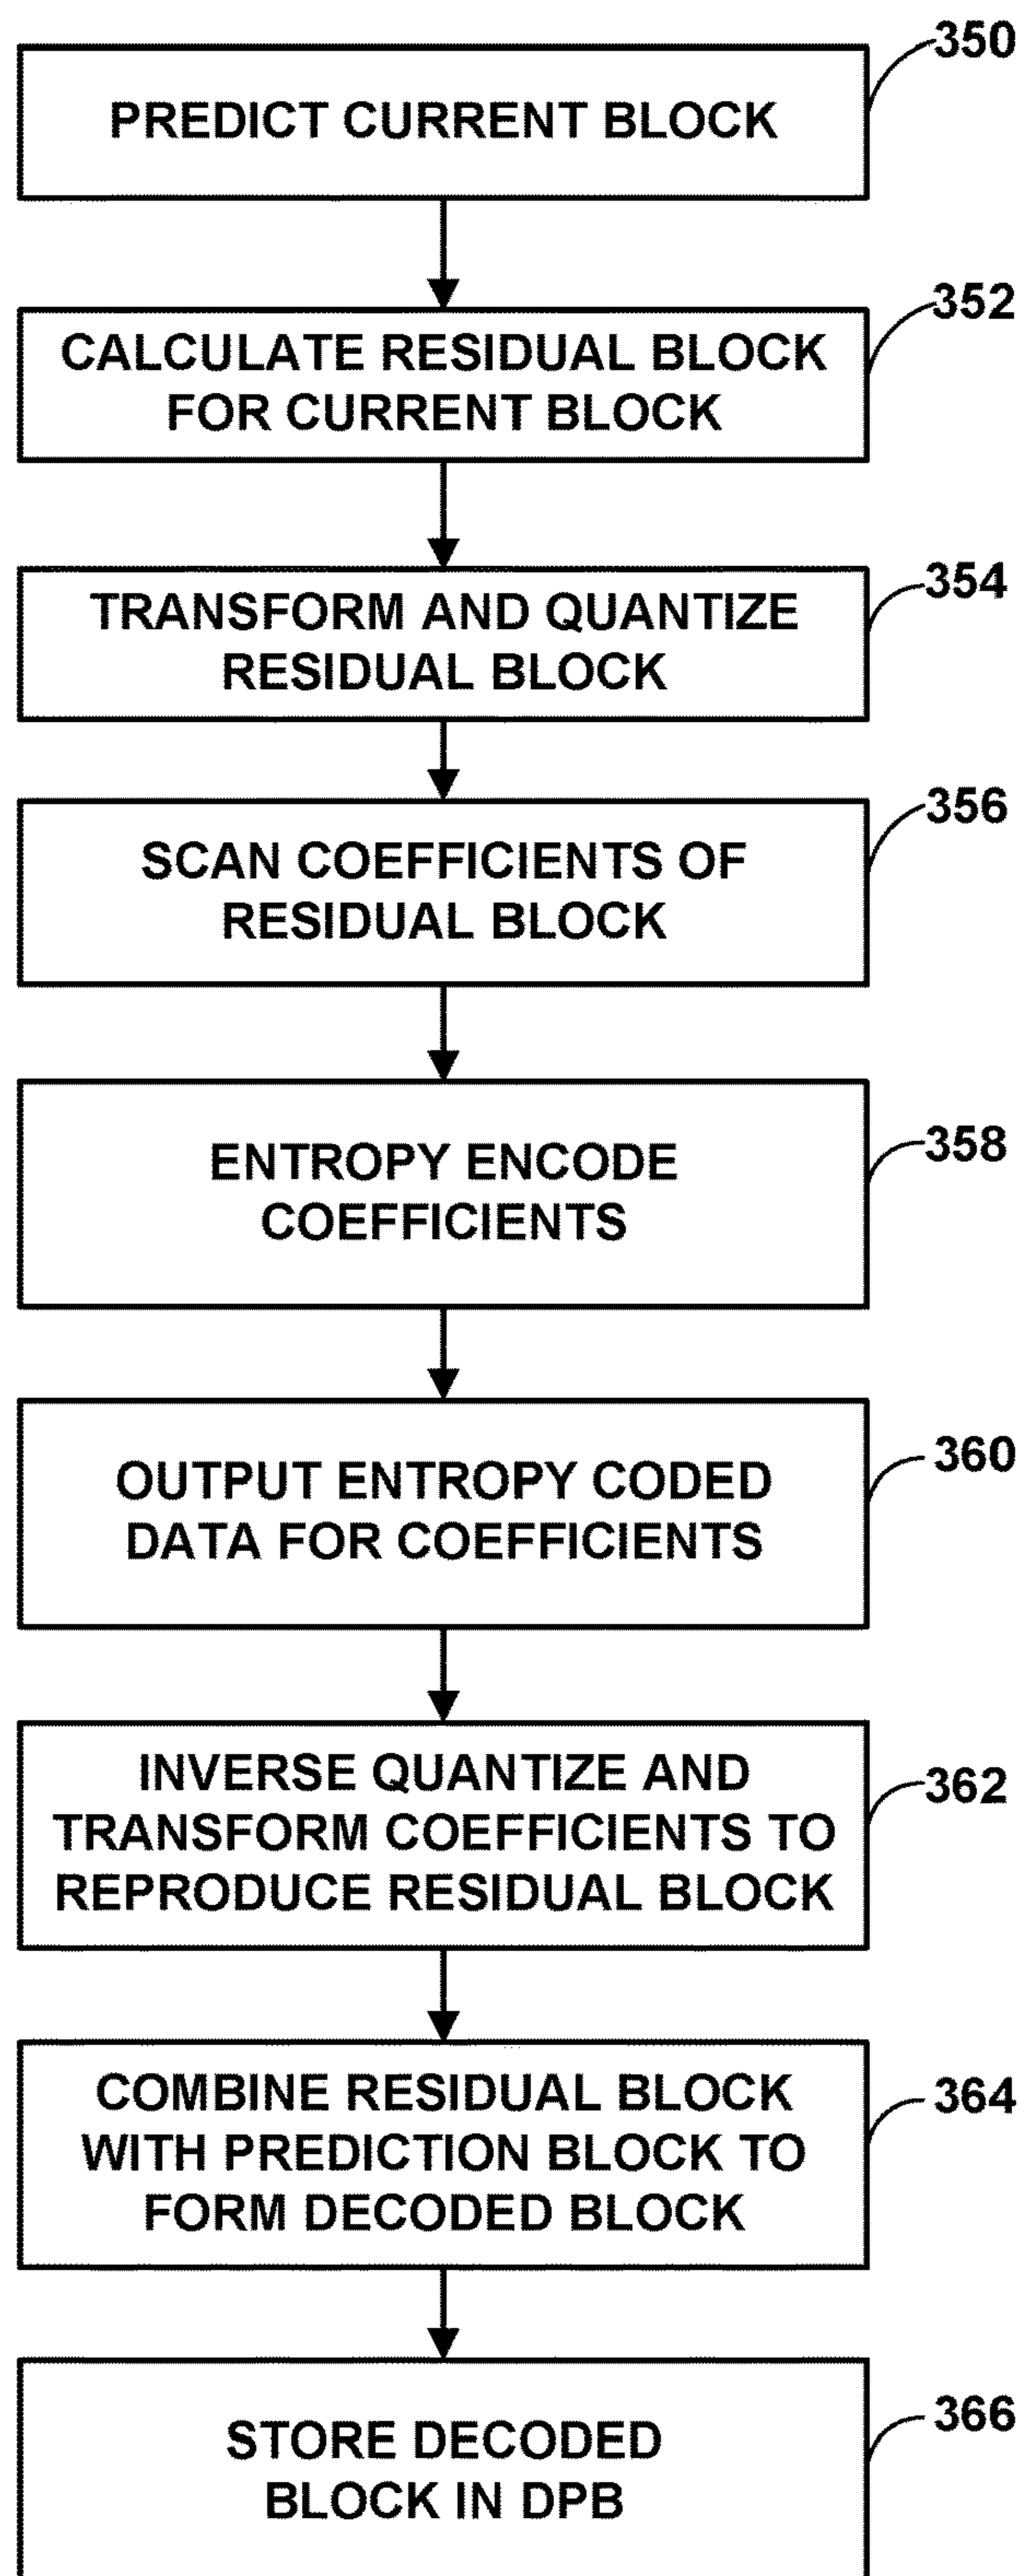 350
PREDICT CURRENT BLOCK
352
CALCULATE RESIDUAL BLOCK
FOR CURRENT BLOCK
354
TRANSFORM AND QUANTIZE
RESIDUAL BLOCK
356
SCAN COEFFICIENTS OF
RESIDUAL BLOCK
358
ENTROPY ENCODE
COEFFICIENTS
360
OUTPUT ENTROPY CODED
DATA FOR COEFFICIENTS
362
INVERSE QUANTIZE AND
TRANSFORM COEFFICIENTS TO
REPRODUCE RESIDUAL BLOCK
364
COMBINE RESIDUAL BLOCK
WITH PREDICTION BLOCK TO
FORM DECODED BLOCK
366
STORE DECODED
BLOCK IN DPB